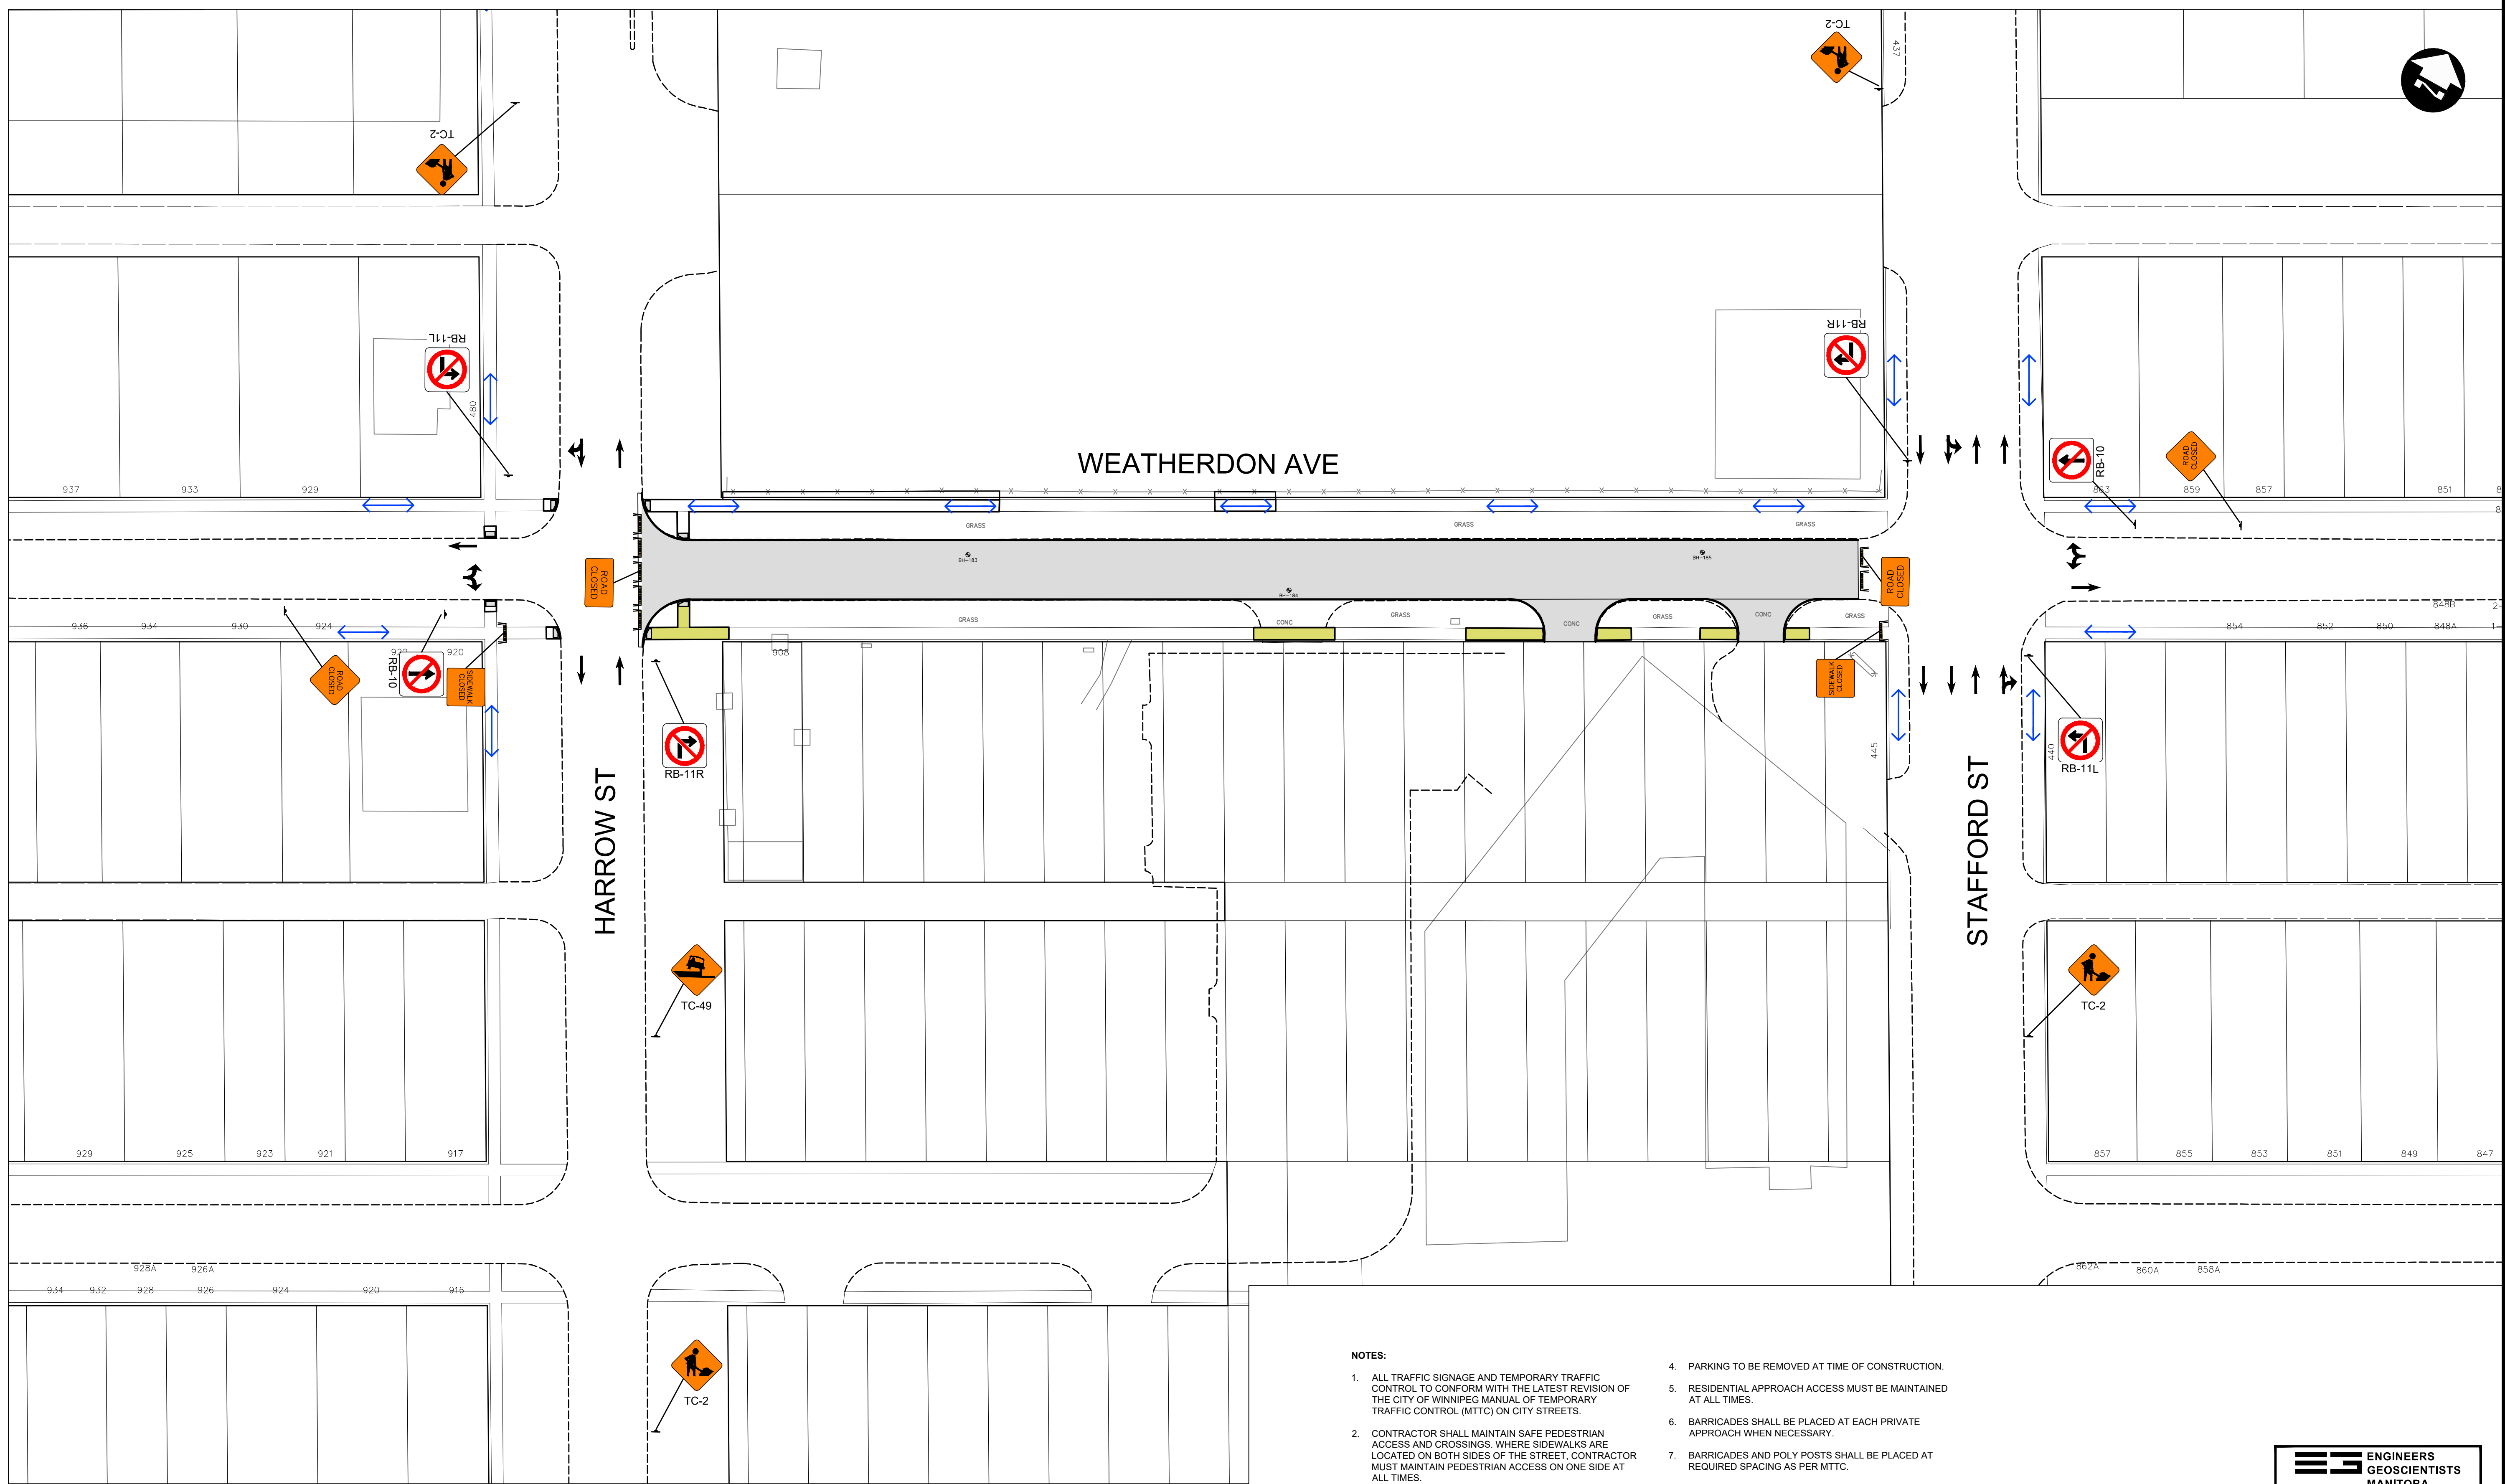 TC-2
TC-2
437
RB-11L
RB-11R
480
WEATHERDON AVE
RB-10
ROAD
CLOSED
937
933
929
863
859
857
851
GRASS
GRASS
GRASS
BH-183
BH-185
BH-184
ROAD
CLOSED
ROAD
CLOSED
GRASS
GRASS
GRASS
GRASS
CONC
CONC
CONC
936
934
930
924
922
920
908
848B
854
852
850
848A
ROAD
CLOSED
RB-10
SIDEWALK
CLOSED
SIDEWALK
CLOSED
RB-11R
445
440
RB-11L
HARROW ST
STAFFORD ST
TC-49
TC-2
929
925
923
921
917
857
855
853
851
849
847
928A
926A
934
932
928
926
924
920
916
862A
860A
858A
TC-2
NOTES:
1. ALL TRAFFIC SIGNAGE AND TEMPORARY TRAFFIC
CONTROL TO CONFORM WITH THE LATEST REVISION OF
THE CITY OF WINNIPEG MANUAL OF TEMPORARY
TRAFFIC CONTROL (MTTC) ON CITY STREETS.
2. CONTRACTOR SHALL MAINTAIN SAFE PEDESTRIAN
ACCESS AND CROSSINGS. WHERE SIDEWALKS ARE
LOCATED ON BOTH SIDES OF THE STREET, CONTRACTOR
MUST MAINTAIN PEDESTRIAN ACCESS ON ONE SIDE AT
ALL TIMES.
4. PARKING TO BE REMOVED AT TIME OF CONSTRUCTION.
5. RESIDENTIAL APPROACH ACCESS MUST BE MAINTAINED
AT ALL TIMES.
6. BARRICADES SHALL BE PLACED AT EACH PRIVATE
APPROACH WHEN NECESSARY.
7. BARRICADES AND POLY POSTS SHALL BE PLACED AT
REQUIRED SPACING AS PER MTTC.
ENGINEERS
GEOSCIENTISTS
MANITOBA